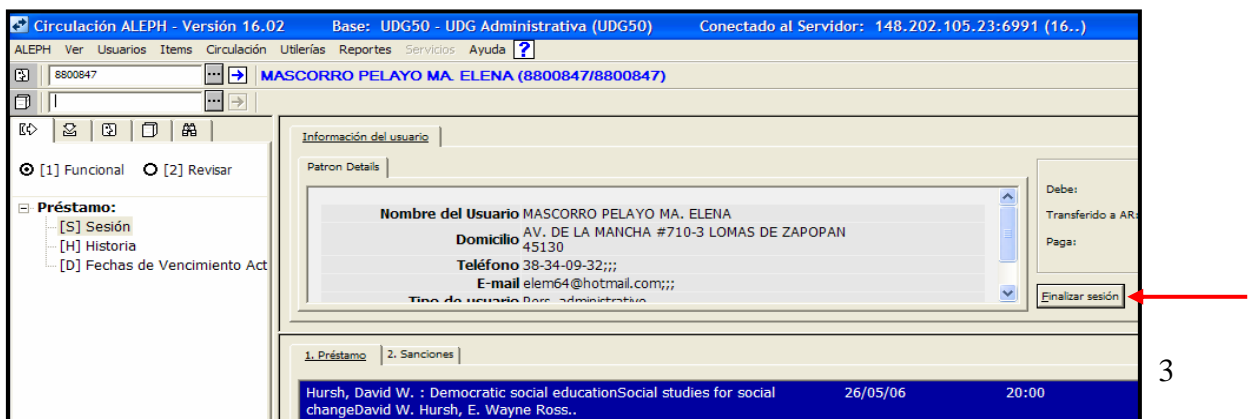 Circulación ALEPH - Versión 16.02 Base: UDG50 - UDG Administrativa (UDG50) Conectado al Servidor: 148.202.105.23:6991 (16..)
ALEPH Ver Usuarios Items Circulación Utilerías Reportes Servicios Ayuda ?
8800847 ... MASCORRO PELAYO MA. ELENA (8800847/8800847)
...
Información del usuario
[1] Funcional [2] Revisar
Patron Details
Préstamo:
[S] Sesión
[H] Historia
[D] Fechas de Vencimiento Act
Nombre del Usuario MASCORRO PELAYO MA. ELENA
Domicilio AV. DE LA MANCHA #710-3 LOMAS DE ZAPOPAN
45130
Teléfono 38-34-09-32;;;
E-mail elem64@hotmail.com;;;
Tipo de usuario Pers. administrativo
Debe:
Transferido a AR:
Paga:
Finalizar sesión
1. Préstamo 2. Sanciones
Hursh, David W. : Democratic social educationSocial studies for social 26/05/06 20:00
changeDavid W. Hursh, E. Wayne Ross..
3